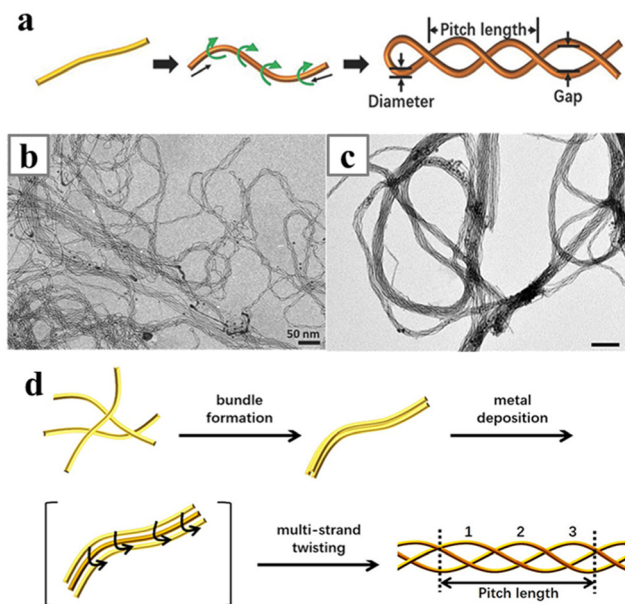 a
Pitch length
Diameter
Gap
b
50 nm
c
d
bundle
formation
metal
deposition
multi-strand
twisting
1 2 3
Pitch length